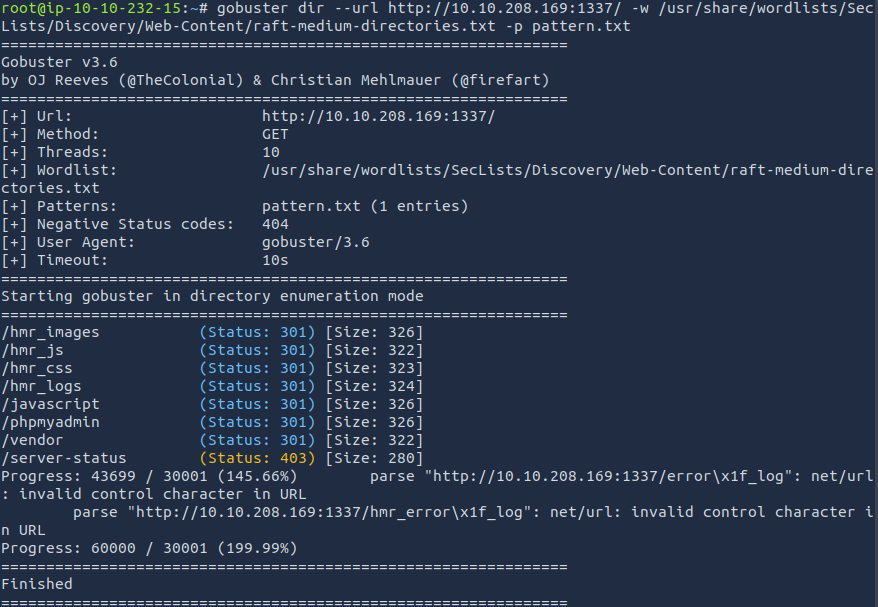 root@ip-10-10-232-15:~# gobuster dir --url http://10.10.208.169:1337/ -w /usr/share/wordlists/Sec
Lists/Discovery/Web-Content/raft-medium-directories.txt -p pattern.txt
===============================================================
Gobuster v3.6
by OJ Reeves (@TheColonial) & Christian Mehlmauer (@firefart)
===============================================================
[+] Url:                     http://10.10.208.169:1337/
[+] Method:                  GET
[+] Threads:                 10
[+] Wordlist:                /usr/share/wordlists/SecLists/Discovery/Web-Content/raft-medium-dire
ctories.txt
[+] Patterns:                pattern.txt (1 entries)
[+] Negative Status codes:   404
[+] User Agent:              gobuster/3.6
[+] Timeout:                 10s
===============================================================
Starting gobuster in directory enumeration mode
===============================================================
/hmr_images           (Status: 301) [Size: 326]
/hmr_js               (Status: 301) [Size: 322]
/hmr_css              (Status: 301) [Size: 323]
/hmr_logs             (Status: 301) [Size: 324]
/javascript           (Status: 301) [Size: 326]
/phpmyadmin           (Status: 301) [Size: 326]
/vendor               (Status: 301) [Size: 322]
/server-status        (Status: 403) [Size: 280]
Progress: 43699 / 30001 (145.66%)        parse "http://10.10.208.169:1337/error\x1f_log": net/url
: invalid control character in URL
        parse "http://10.10.208.169:1337/hmr_error\x1f_log": net/url: invalid control character i
n URL
Progress: 60000 / 30001 (199.99%)
===============================================================
Finished
===============================================================